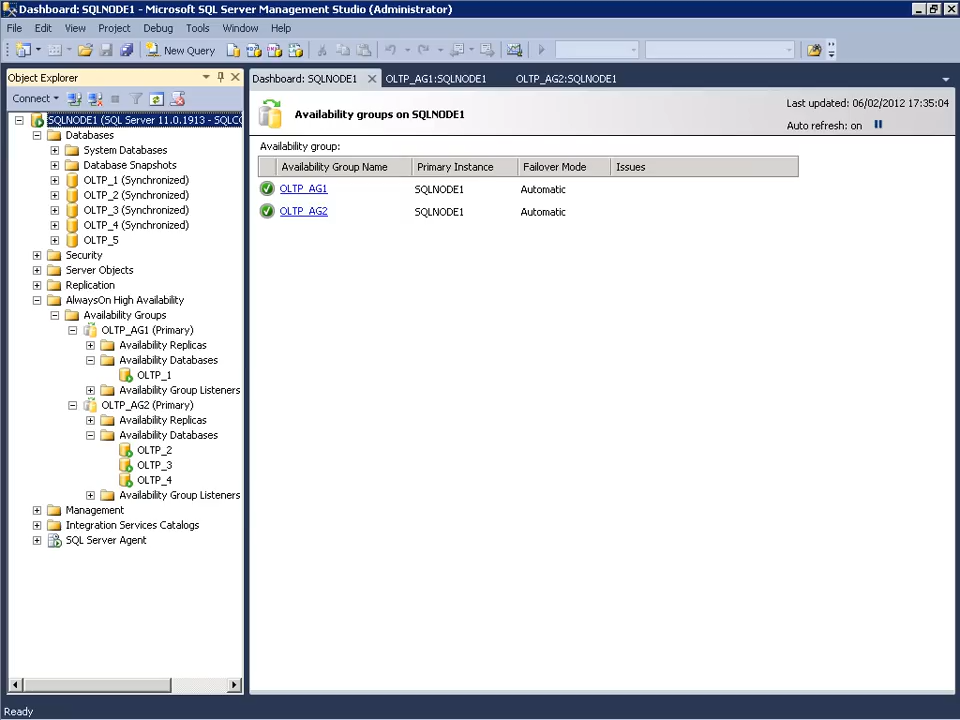 Dashboard: SQLNODE1 - Microsoft SQL Server Management Studio (Administrator)
File Edit View Project Debug Tools Window Help
New Query
Object Explorer
Connect
SQLNODE1 (SQL Server 11.0.1913 - SQLCO
Databases
System Databases
Database Snapshots
OLTP_1 (Synchronized)
OLTP_2 (Synchronized)
OLTP_3 (Synchronized)
OLTP_4 (Synchronized)
OLTP_5
Security
Server Objects
Replication
AlwaysOn High Availability
Availability Groups
OLTP_AG1 (Primary)
Availability Replicas
Availability Databases
OLTP_1
Availability Group Listeners
OLTP_AG2 (Primary)
Availability Replicas
Availability Databases
OLTP_2
OLTP_3
OLTP_4
Availability Group Listeners
Management
Integration Services Catalogs
SQL Server Agent
Dashboard: SQLNODE1 OLTP_AG1:SQLNODE1 OLTP_AG2:SQLNODE1
Availability groups on SQLNODE1
Last updated: 06/02/2012 17:35:04
Auto refresh: on
Availability group:
Availability Group Name Primary Instance Failover Mode Issues
OLTP_AG1 SQLNODE1 Automatic
OLTP_AG2 SQLNODE1 Automatic
Ready